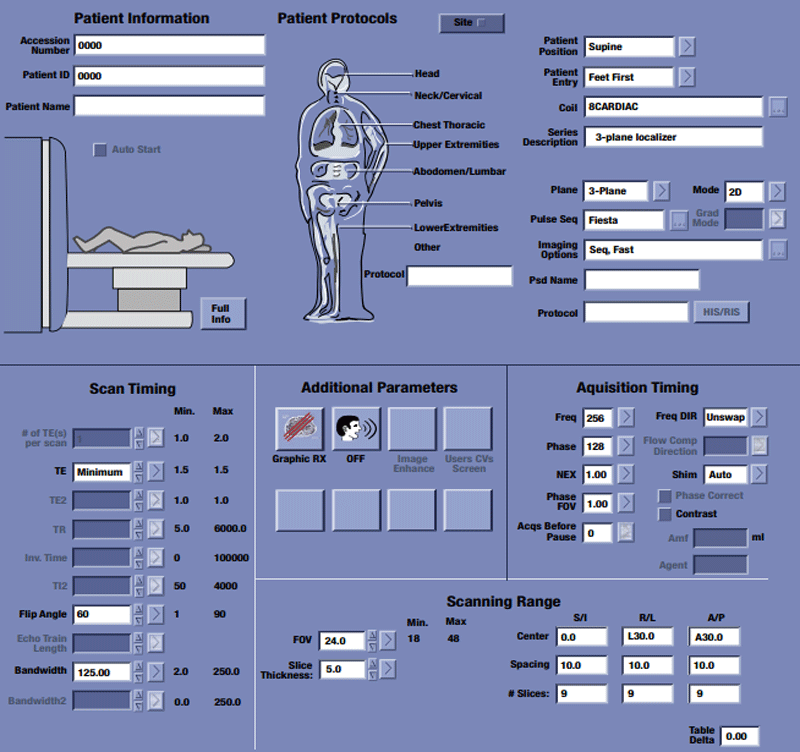 Patient Information
Accession Number 0000
Patient ID 0000
Patient Name
Auto Start
Full Info
Patient Protocols
Site
Head
Neck/Cervical
Chest Thoracic
Upper Extremities
Abodomen/Lumbar
Pelvis
LowerExtremities
Other
Protocol
Patient Position Supine
Patient Entry Feet First
Coil 8CARDIAC ...
Series Description 3-plane localizer
Plane 3-Plane Mode 2D
Pulse Seq Fiesta ... Grad Mode
Imaging Options Seq, Fast ...
Psd Name
Protocol HIS/RIS
Scan Timing
Min. Max
# of TE(s) per scan 1 1.0 2.0
TE Minimum 1.5 1.5
TE2 1.0 1.0
TR 5.0 6000.0
Inv. Time 0 100000
TI2 50 4000
Flip Angle 60 1 90
Echo Train Length
Bandwidth 125.00 2.0 250.0
Bandwidth2 0.0 250.0
Additional Parameters
Graphic RX
OFF
Image Enhance
Users CVs Screen
Aquisition Timing
Freq 256 Freq DIR Unswap
Phase 128 Flow Comp Direction
NEX 1.00 Shim Auto
Phase FOV 1.00 Phase Correct
Contrast
Acqs Before Pause 0 Amf ml
Agent
Scanning Range
Min. Max
FOV 24.0 18 48
Slice Thickness: 5.0
S/I R/L A/P
Center 0.0 L30.0 A30.0
Spacing 10.0 10.0 10.0
# Slices: 9 9 9
Table Delta 0.00